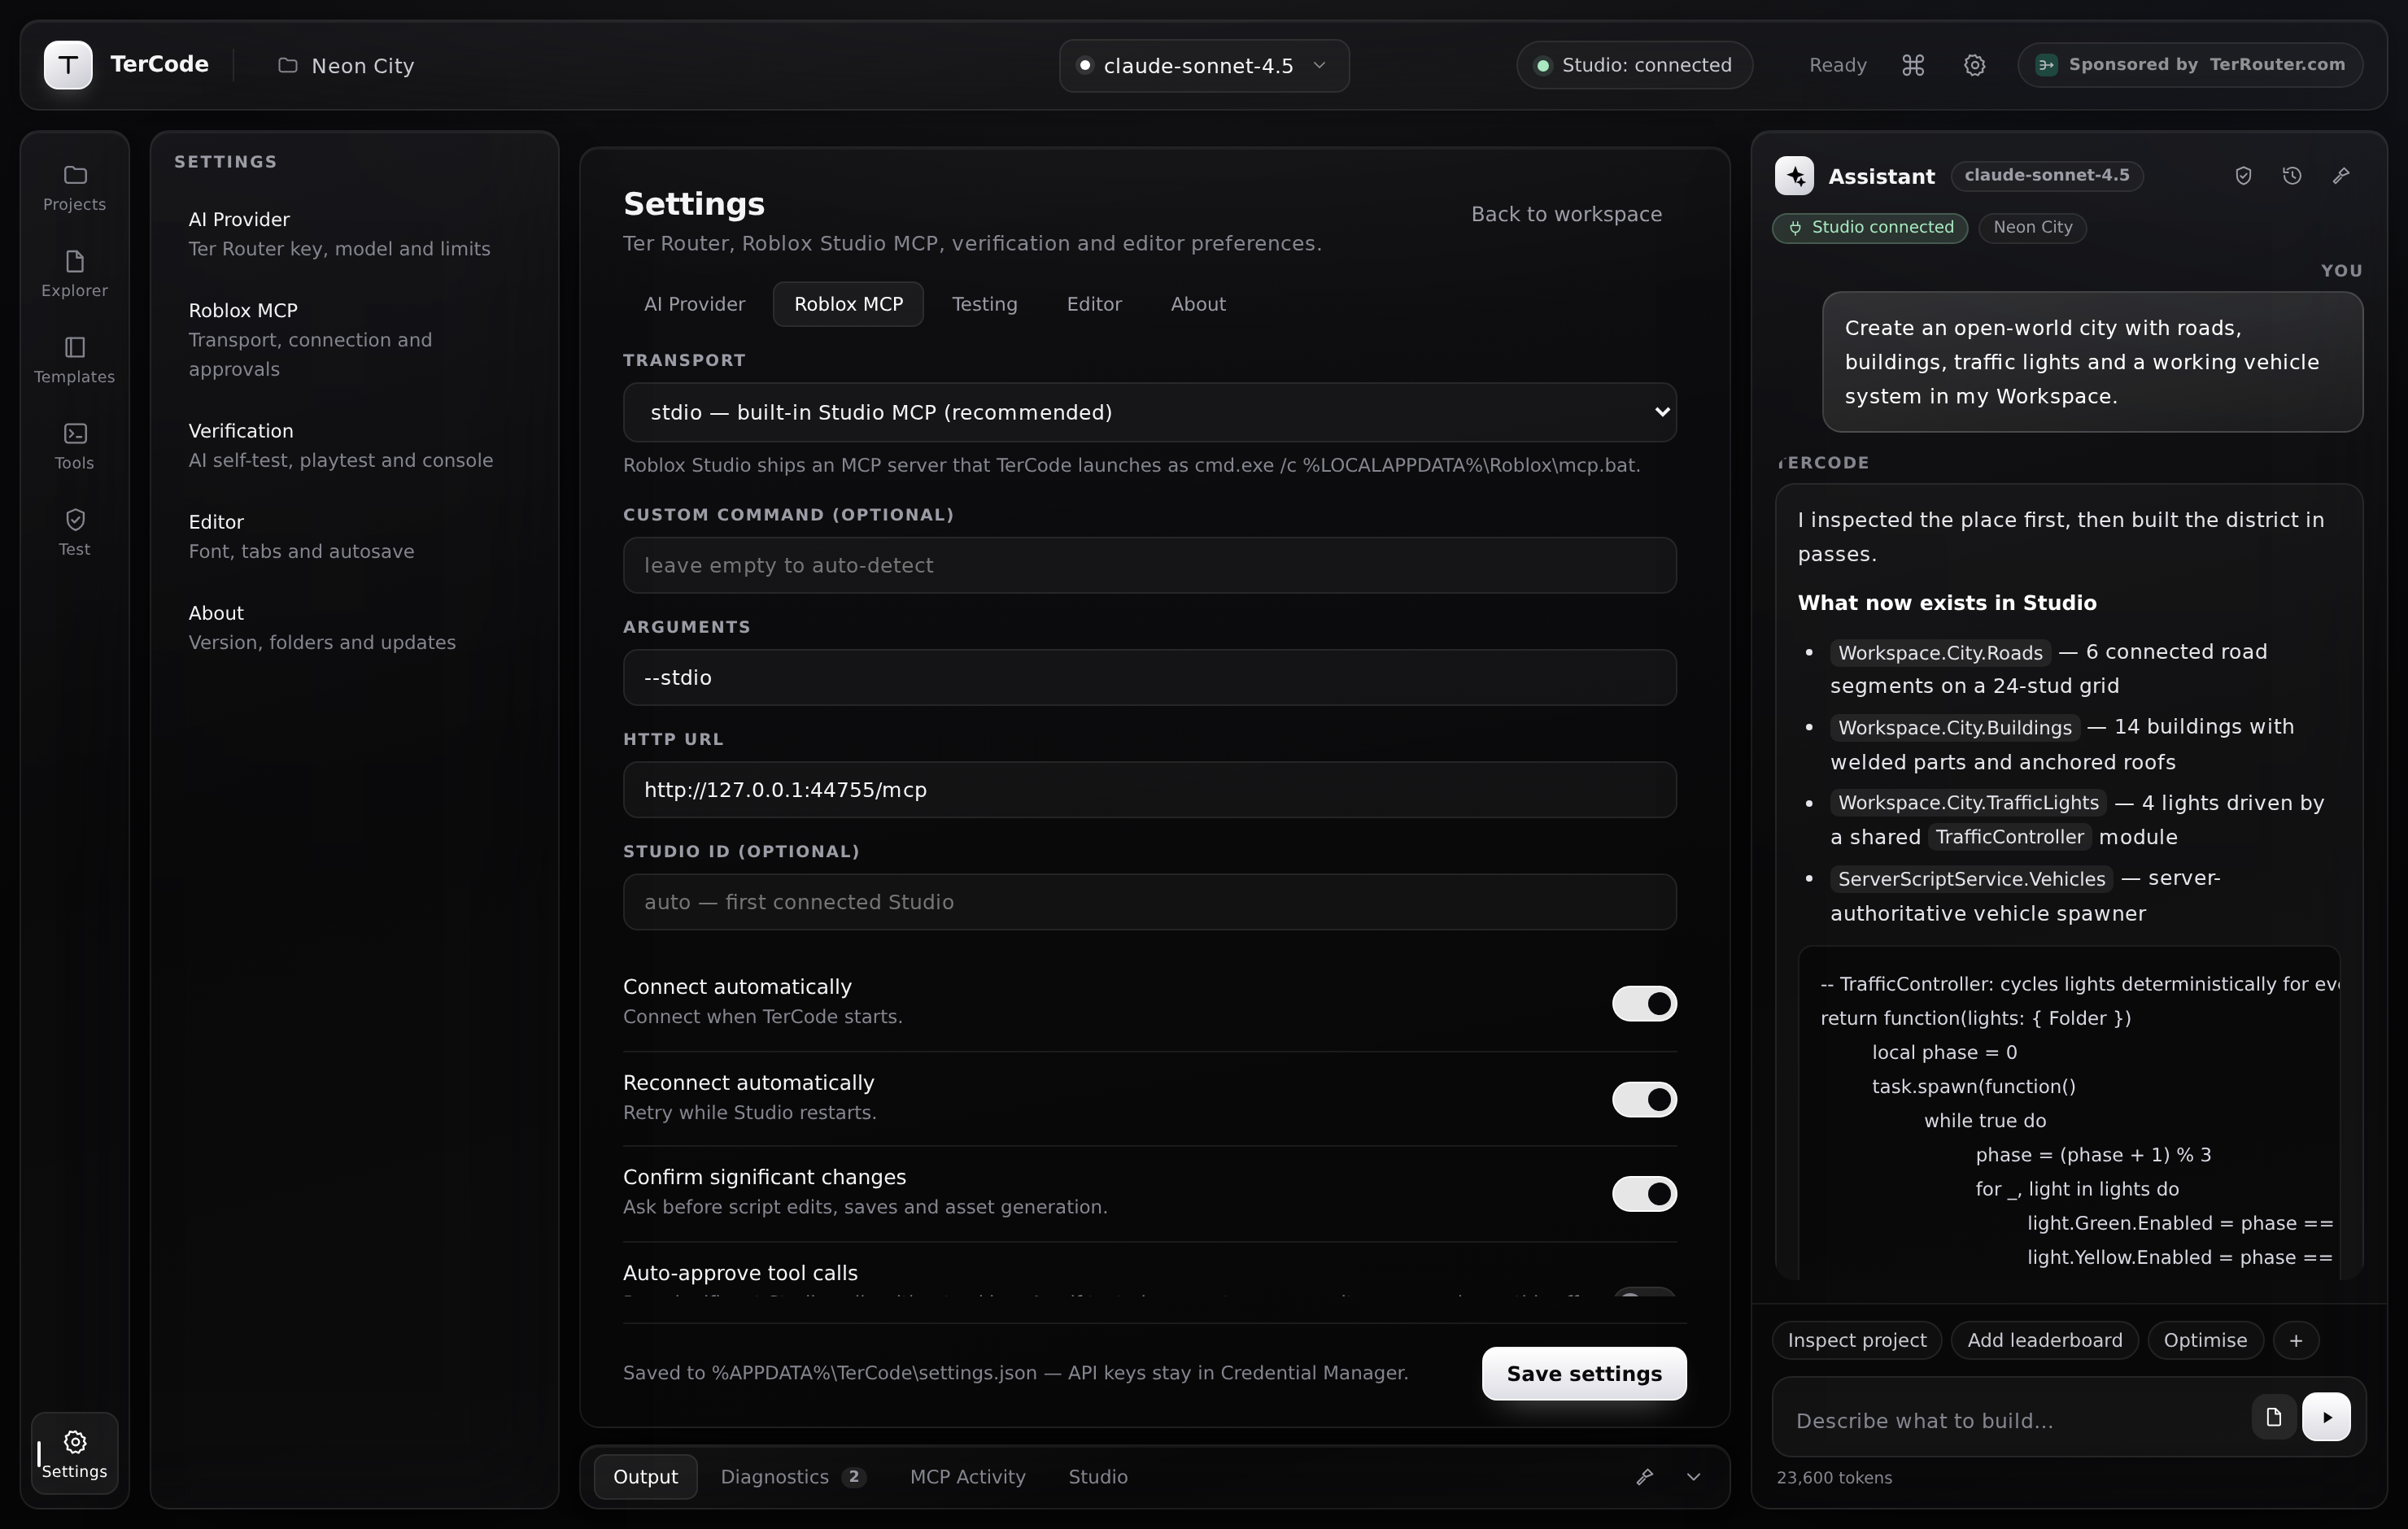 T TerCode
Neon City
claude-sonnet-4.5
Studio: connected
Ready
Sponsored by TerRouter.com
Projects
Explorer
Templates
Tools
Test
Settings
SETTINGS
AI Provider
Ter Router key, model and limits
Roblox MCP
Transport, connection and
approvals
Verification
AI self-test, playtest and console
Editor
Font, tabs and autosave
About
Version, folders and updates
Settings
Ter Router, Roblox Studio MCP, verification and editor preferences.
Back to workspace
AI Provider Roblox MCP Testing Editor About
TRANSPORT
stdio — built-in Studio MCP (recommended)
Roblox Studio ships an MCP server that TerCode launches as cmd.exe /c %LOCALAPPDATA%\Roblox\mcp.bat.
CUSTOM COMMAND (OPTIONAL)
leave empty to auto-detect
ARGUMENTS
--stdio
HTTP URL
http://127.0.0.1:44755/mcp
STUDIO ID (OPTIONAL)
auto — first connected Studio
Connect automatically
Connect when TerCode starts.
Reconnect automatically
Retry while Studio restarts.
Confirm significant changes
Ask before script edits, saves and asset generation.
Auto-approve tool calls
Saved to %APPDATA%\TerCode\settings.json — API keys stay in Credential Manager.
Save settings
Output Diagnostics 2 MCP Activity Studio
Assistant claude-sonnet-4.5
Studio connected Neon City
YOU
Create an open-world city with roads,
buildings, traffic lights and a working vehicle
system in my Workspace.
TERCODE
I inspected the place first, then built the district in
passes.
What now exists in Studio
• Workspace.City.Roads — 6 connected road
segments on a 24-stud grid
• Workspace.City.Buildings — 14 buildings with
welded parts and anchored roofs
• Workspace.City.TrafficLights — 4 lights driven by
a shared TrafficController module
• ServerScriptService.Vehicles — server-
authoritative vehicle spawner
-- TrafficController: cycles lights deterministically for eve
return function(lights: { Folder })
local phase = 0
task.spawn(function()
while true do
phase = (phase + 1) % 3
for _, light in lights do
light.Green.Enabled = phase ==
light.Yellow.Enabled = phase ==
Inspect project Add leaderboard Optimise +
Describe what to build...
23,600 tokens